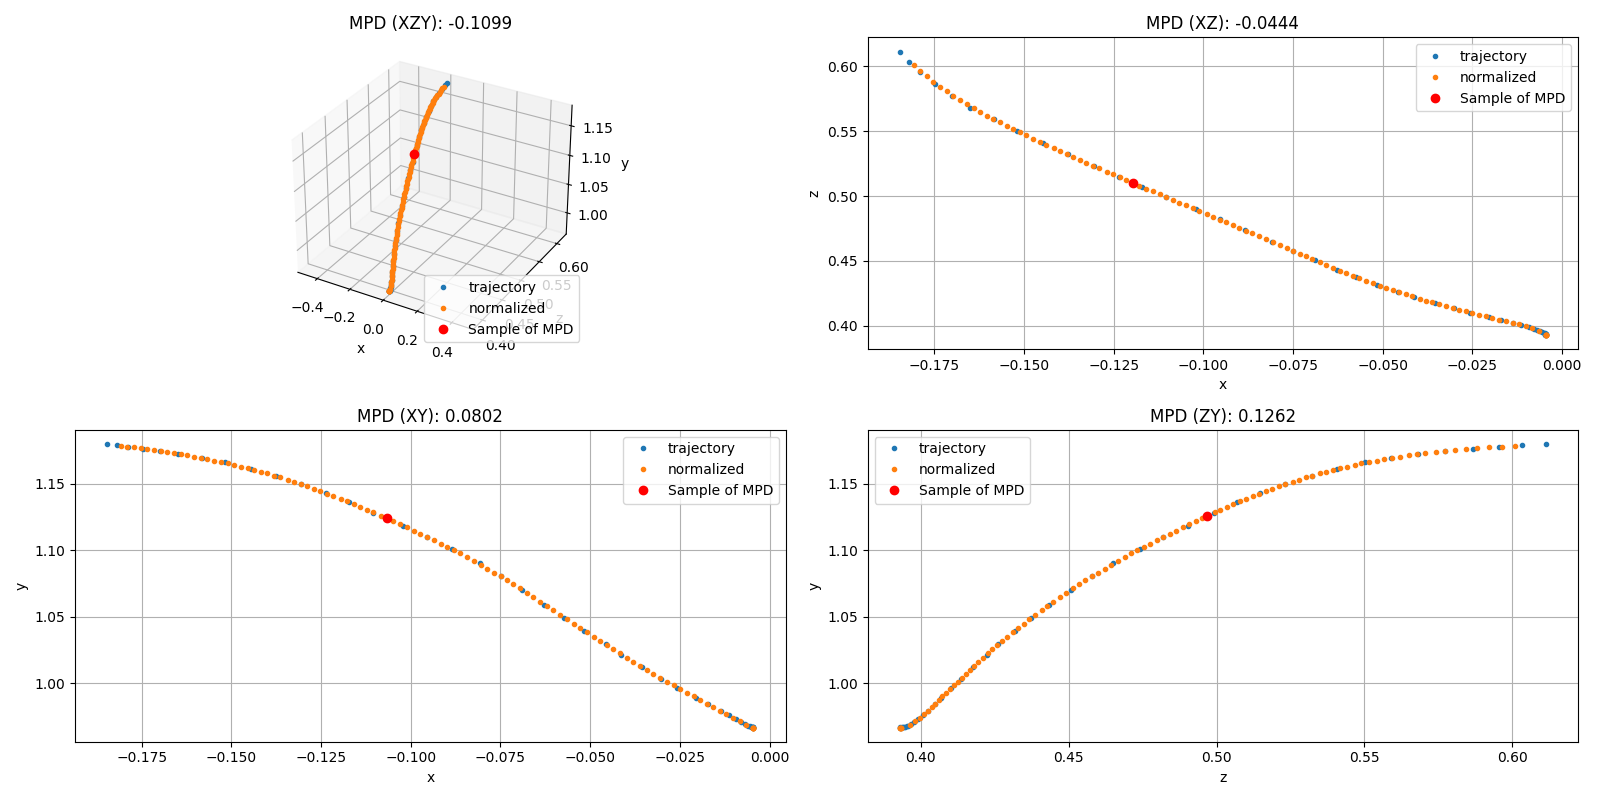 MPD (XZY): -0.1099
1.15
1.10
1.05
1.00
y
0.60
0.55
0.50
0.45
0.40
z
−0.4
−0.2
0.0
0.2
0.4
x
trajectory
normalized
Sample of MPD
MPD (XZ): -0.0444
0.60
0.55
0.50
0.45
0.40
z
trajectory
normalized
Sample of MPD
−0.175 −0.150 −0.125 −0.100 −0.075 −0.050 −0.025 0.000
x
MPD (XY): 0.0802
1.15
1.10
1.05
1.00
y
trajectory
normalized
Sample of MPD
−0.175 −0.150 −0.125 −0.100 −0.075 −0.050 −0.025 0.000
x
MPD (ZY): 0.1262
1.15
1.10
1.05
1.00
y
trajectory
normalized
Sample of MPD
0.40 0.45 0.50 0.55 0.60
z